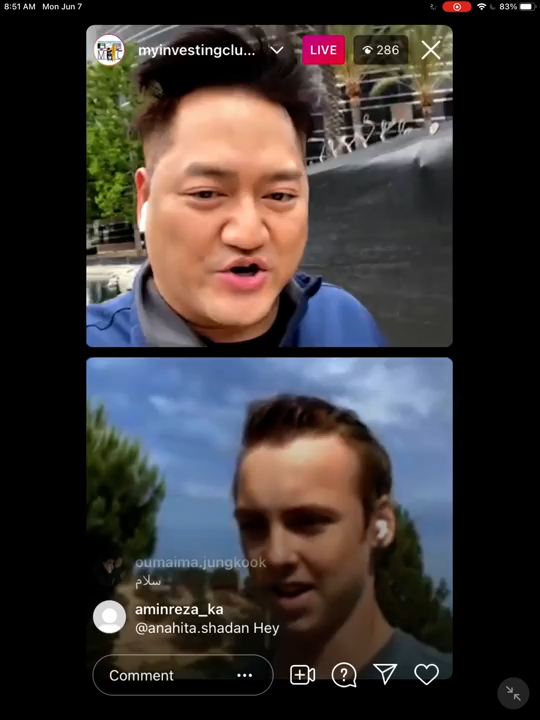 8:51 AM Mon Jun 7
83%
myinvestingclu...
LIVE
286
oumaima.jungkook
سلام
aminreza_ka
@anahita.shadan Hey
Comment